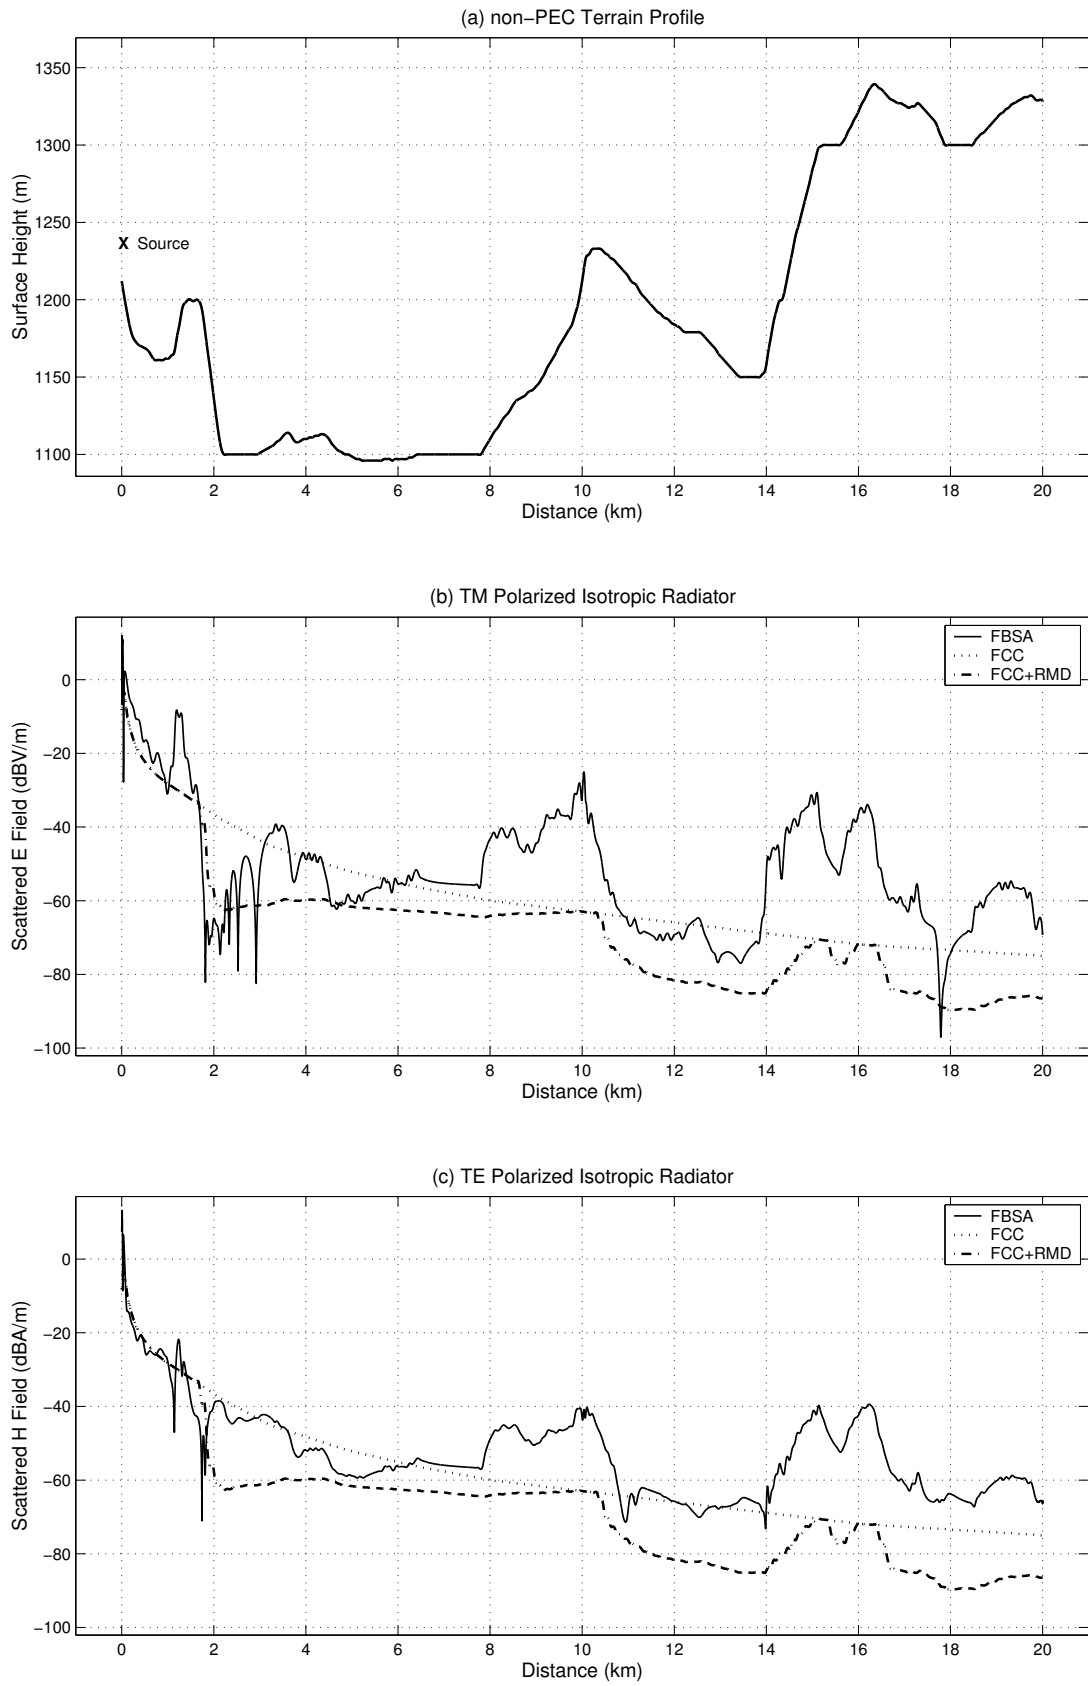 (a) non−PEC Terrain Profile
1350
1300
1250
1200
1150
1100
Surface Height (m)
X Source
0 2 4 6 8 10 12 14 16 18 20
Distance (km)
(b) TM Polarized Isotropic Radiator
0
−20
−40
−60
−80
−100
Scattered E Field (dBV/m)
FBSA
FCC
FCC+RMD
0 2 4 6 8 10 12 14 16 18 20
Distance (km)
(c) TE Polarized Isotropic Radiator
0
−20
−40
−60
−80
−100
Scattered H Field (dBA/m)
FBSA
FCC
FCC+RMD
0 2 4 6 8 10 12 14 16 18 20
Distance (km)